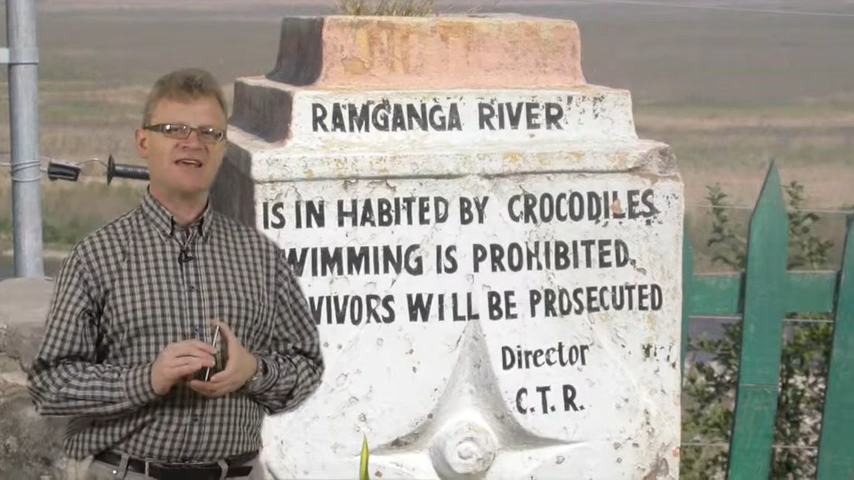 RAMGANGA RIVER
IS IN HABITED BY CROCODILES
WIMMING IS PROHIBITED.
VIVORS WILL BE PROSECUTED
Director
C.T.R.